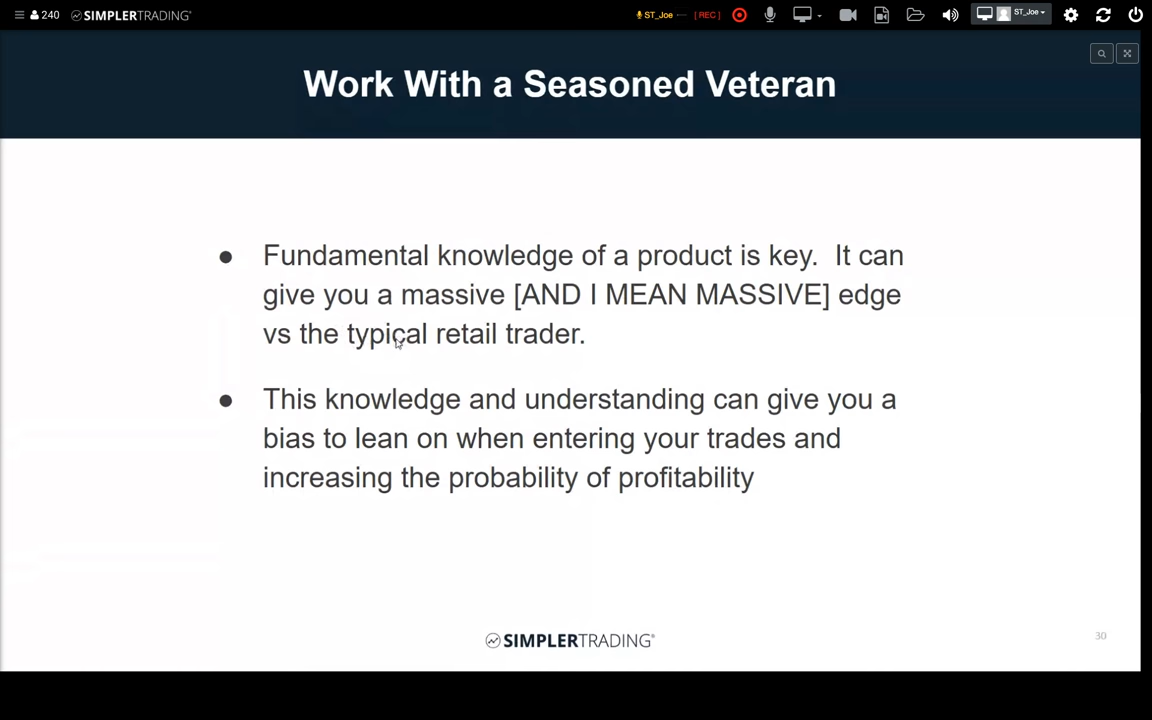 240 SIMPLERTRADING®
ST_Joe [ REC ] ST_Joe
Work With a Seasoned Veteran
● Fundamental knowledge of a product is key.  It can
give you a massive [AND I MEAN MASSIVE] edge
vs the typical retail trader.
● This knowledge and understanding can give you a
bias to lean on when entering your trades and
increasing the probability of profitability
SIMPLERTRADING®
30